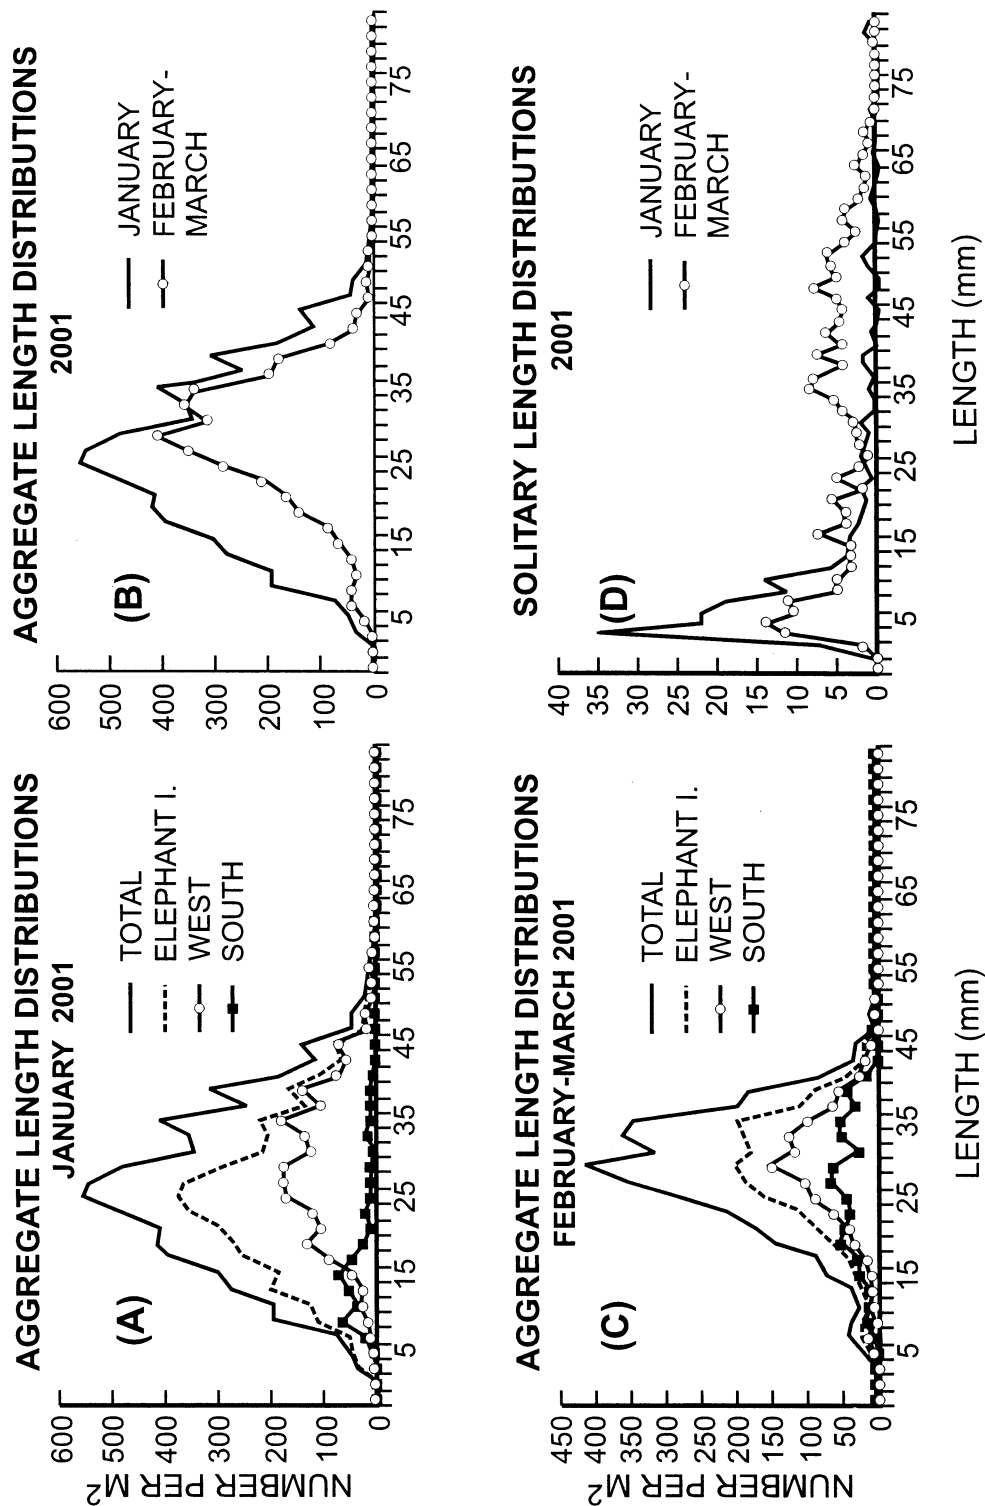 AGGREGATE LENGTH DISTRIBUTIONS
JANUARY 2001
(A)
TOTAL
ELEPHANT I.
WEST
SOUTH
NUMBER PER M²
600
500
400
300
200
100
0
5 15 25 35 45 55 65 75
AGGREGATE LENGTH DISTRIBUTIONS
2001
(B)
JANUARY
FEBRUARY-
MARCH
600
500
400
300
200
100
0
5 15 25 35 45 55 65 75
AGGREGATE LENGTH DISTRIBUTIONS
FEBRUARY-MARCH 2001
(C)
TOTAL
ELEPHANT I.
WEST
SOUTH
NUMBER PER M²
450
400
350
300
250
200
150
100
50
0
5 15 25 35 45 55 65 75
LENGTH (mm)
SOLITARY LENGTH DISTRIBUTIONS
2001
(D)
JANUARY
FEBRUARY-
MARCH
40
35
30
25
20
15
10
5
0
5 15 25 35 45 55 65 75
LENGTH (mm)